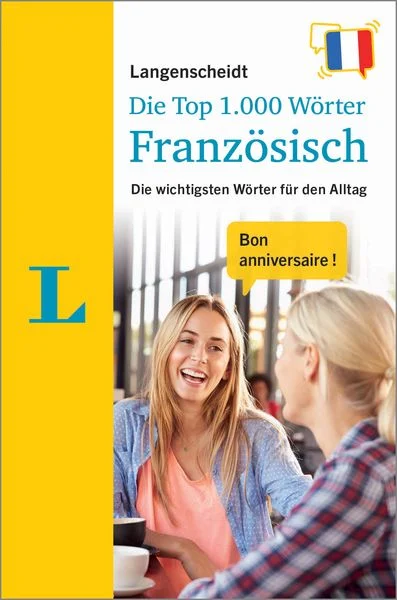 Langenscheidt
Die Top 1.000 Wörter
Französisch
Die wichtigsten Wörter für den Alltag
Bon
anniversaire !
L